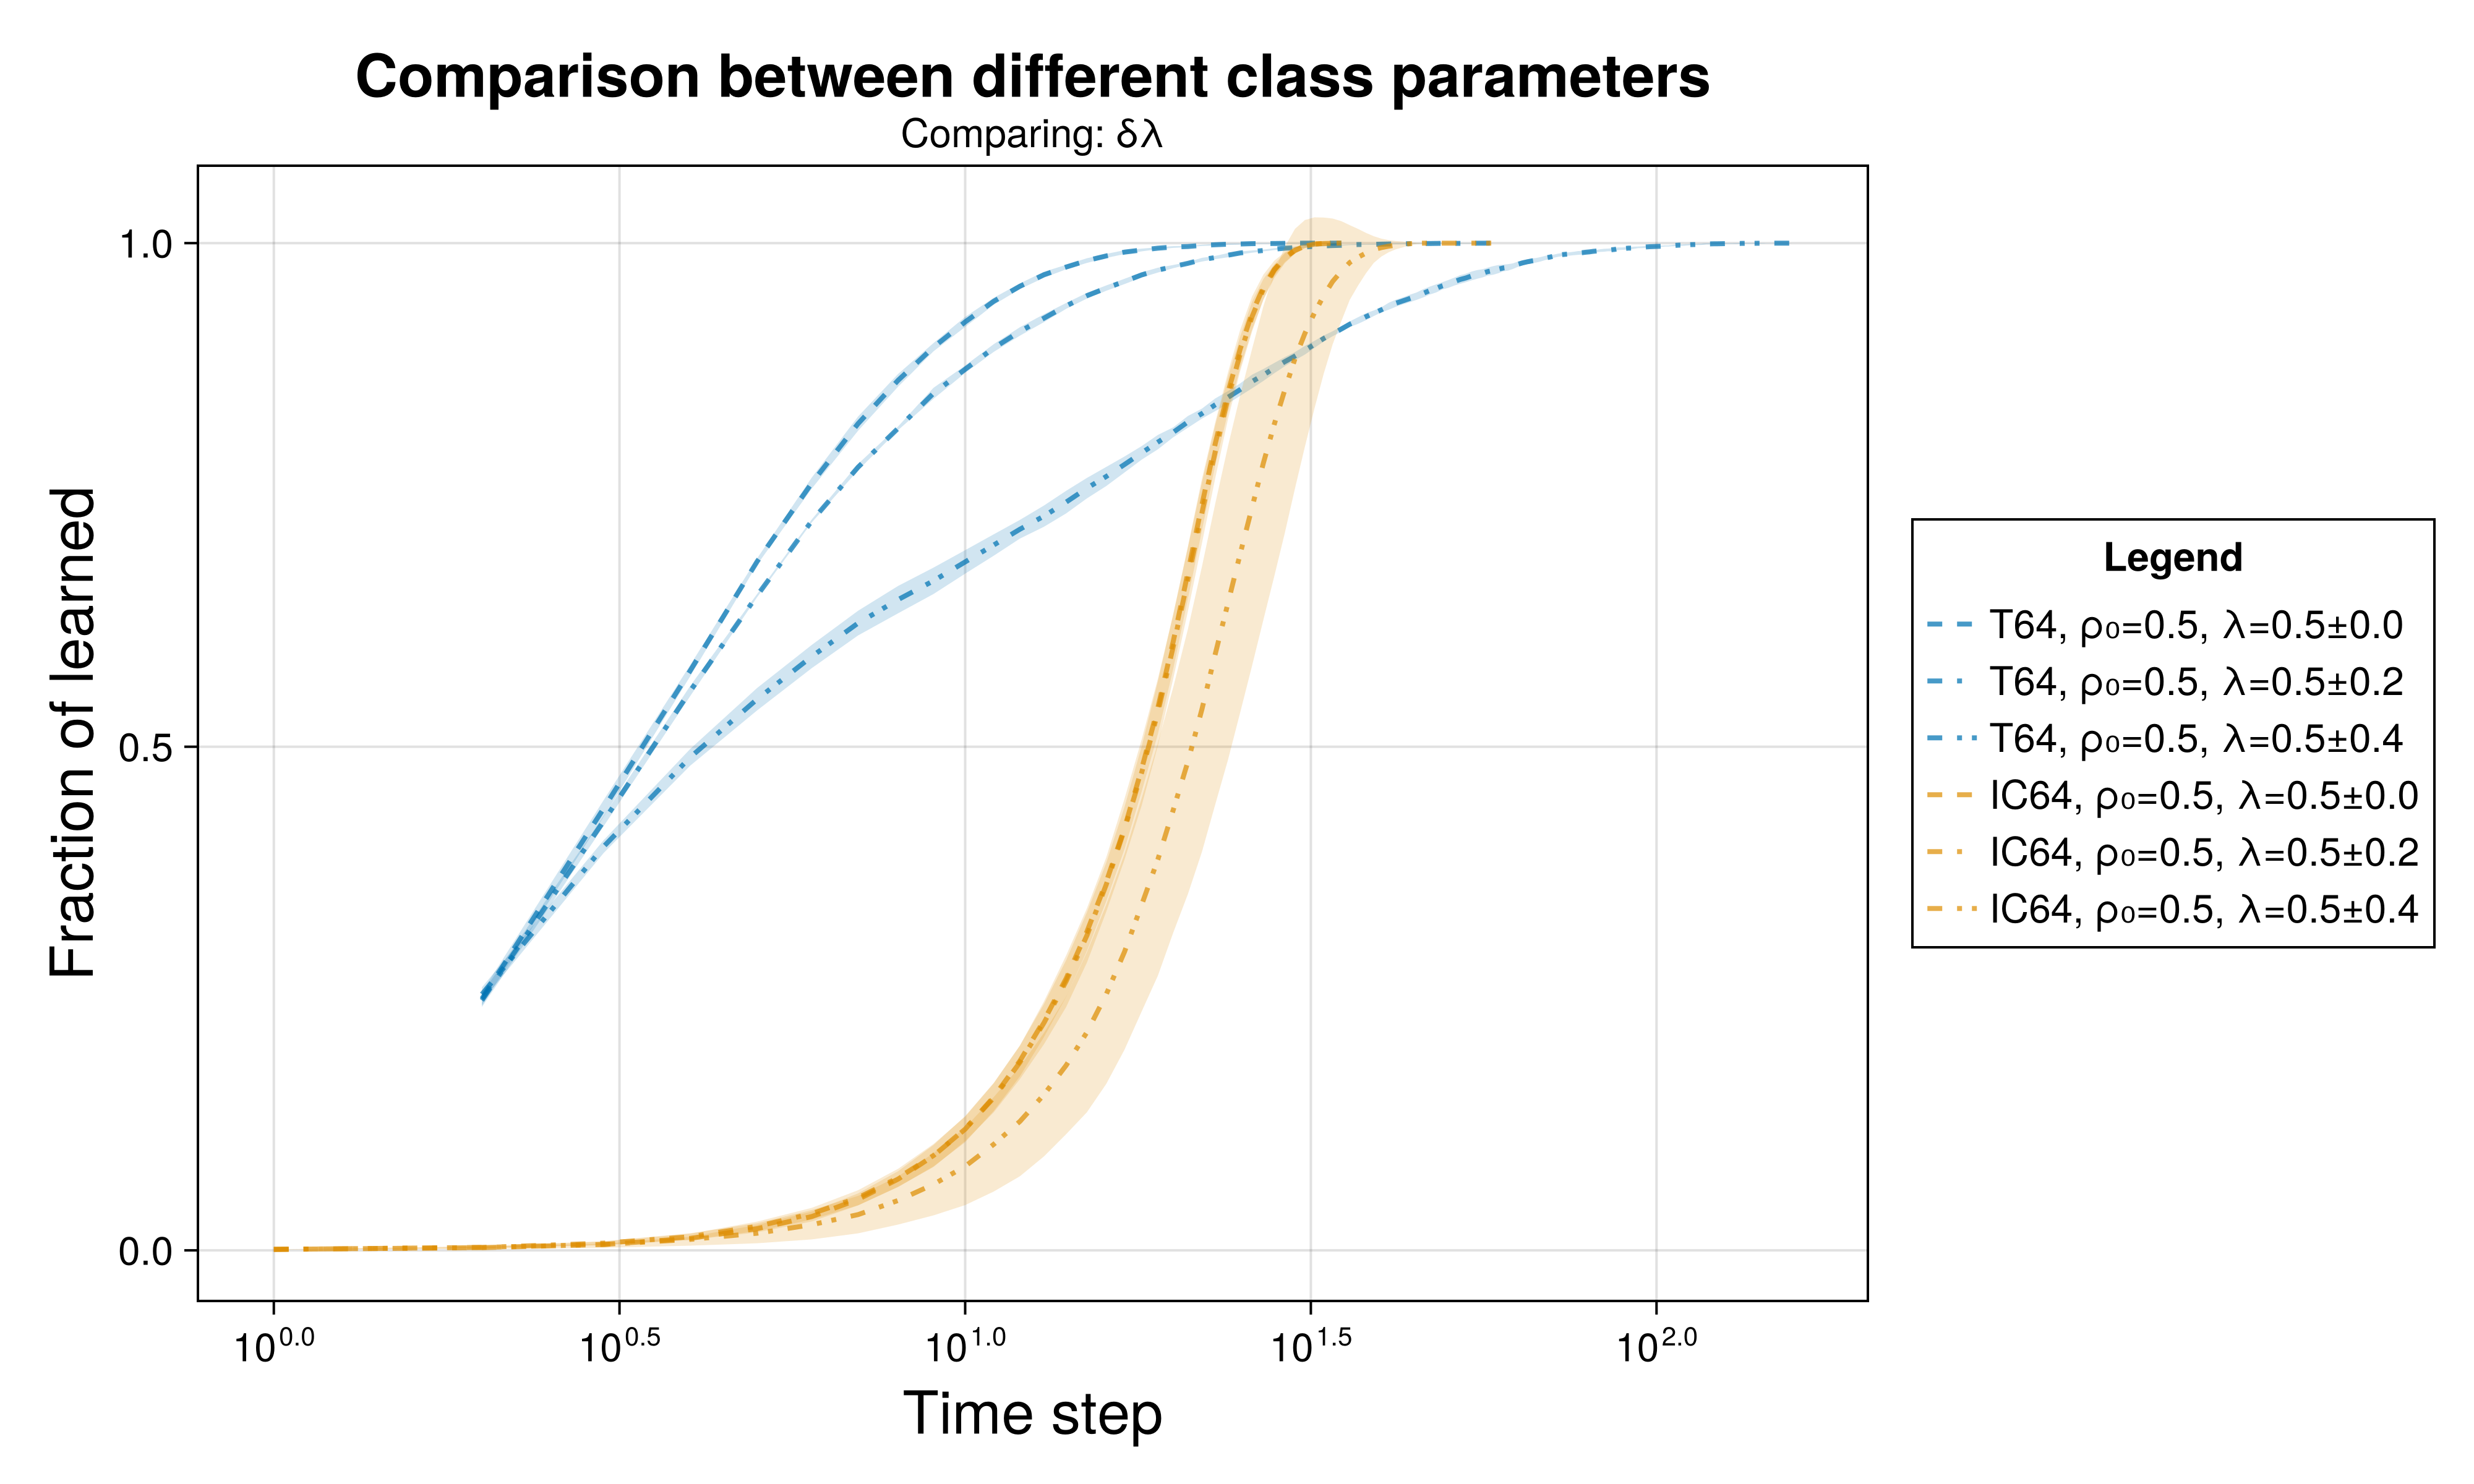 Comparison between different class parameters
Comparing: δλ
Fraction of learned
1.0
0.5
0.0
10^0.0 10^0.5 10^1.0 10^1.5 10^2.0
Time step
Legend
T64, ρ₀=0.5, λ=0.5±0.0
T64, ρ₀=0.5, λ=0.5±0.2
T64, ρ₀=0.5, λ=0.5±0.4
IC64, ρ₀=0.5, λ=0.5±0.0
IC64, ρ₀=0.5, λ=0.5±0.2
IC64, ρ₀=0.5, λ=0.5±0.4